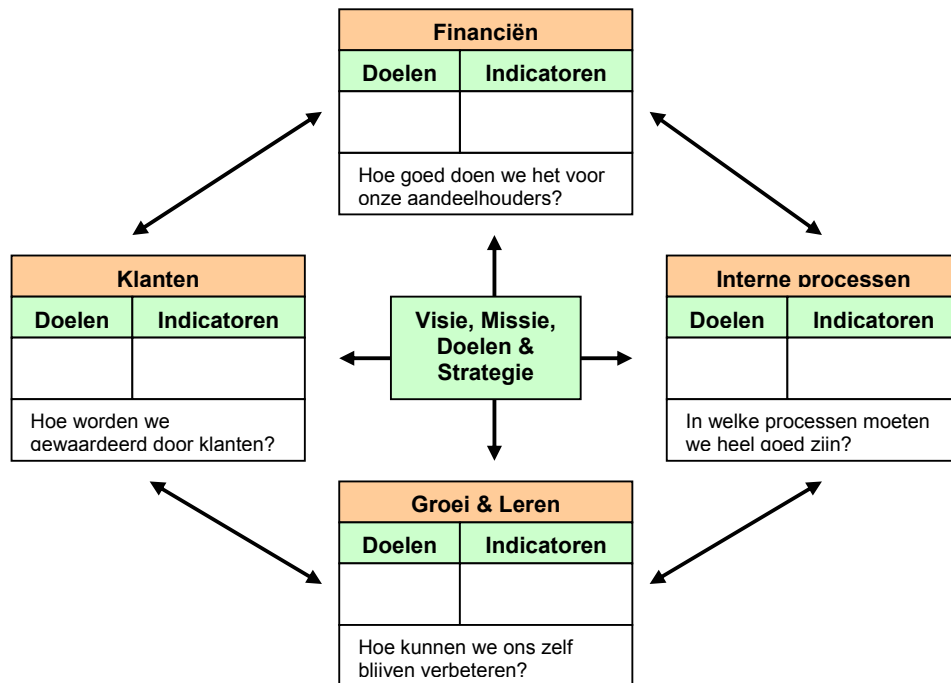 Financiën
Doelen Indicatoren
Hoe goed doen we het voor
onze aandeelhouders?
Klanten
Doelen Indicatoren
Hoe worden we
gewaardeerd door klanten?
Visie, Missie,
Doelen &
Strategie
Interne processen
Doelen Indicatoren
In welke processen moeten
we heel goed zijn?
Groei & Leren
Doelen Indicatoren
Hoe kunnen we ons zelf
blijven verbeteren?